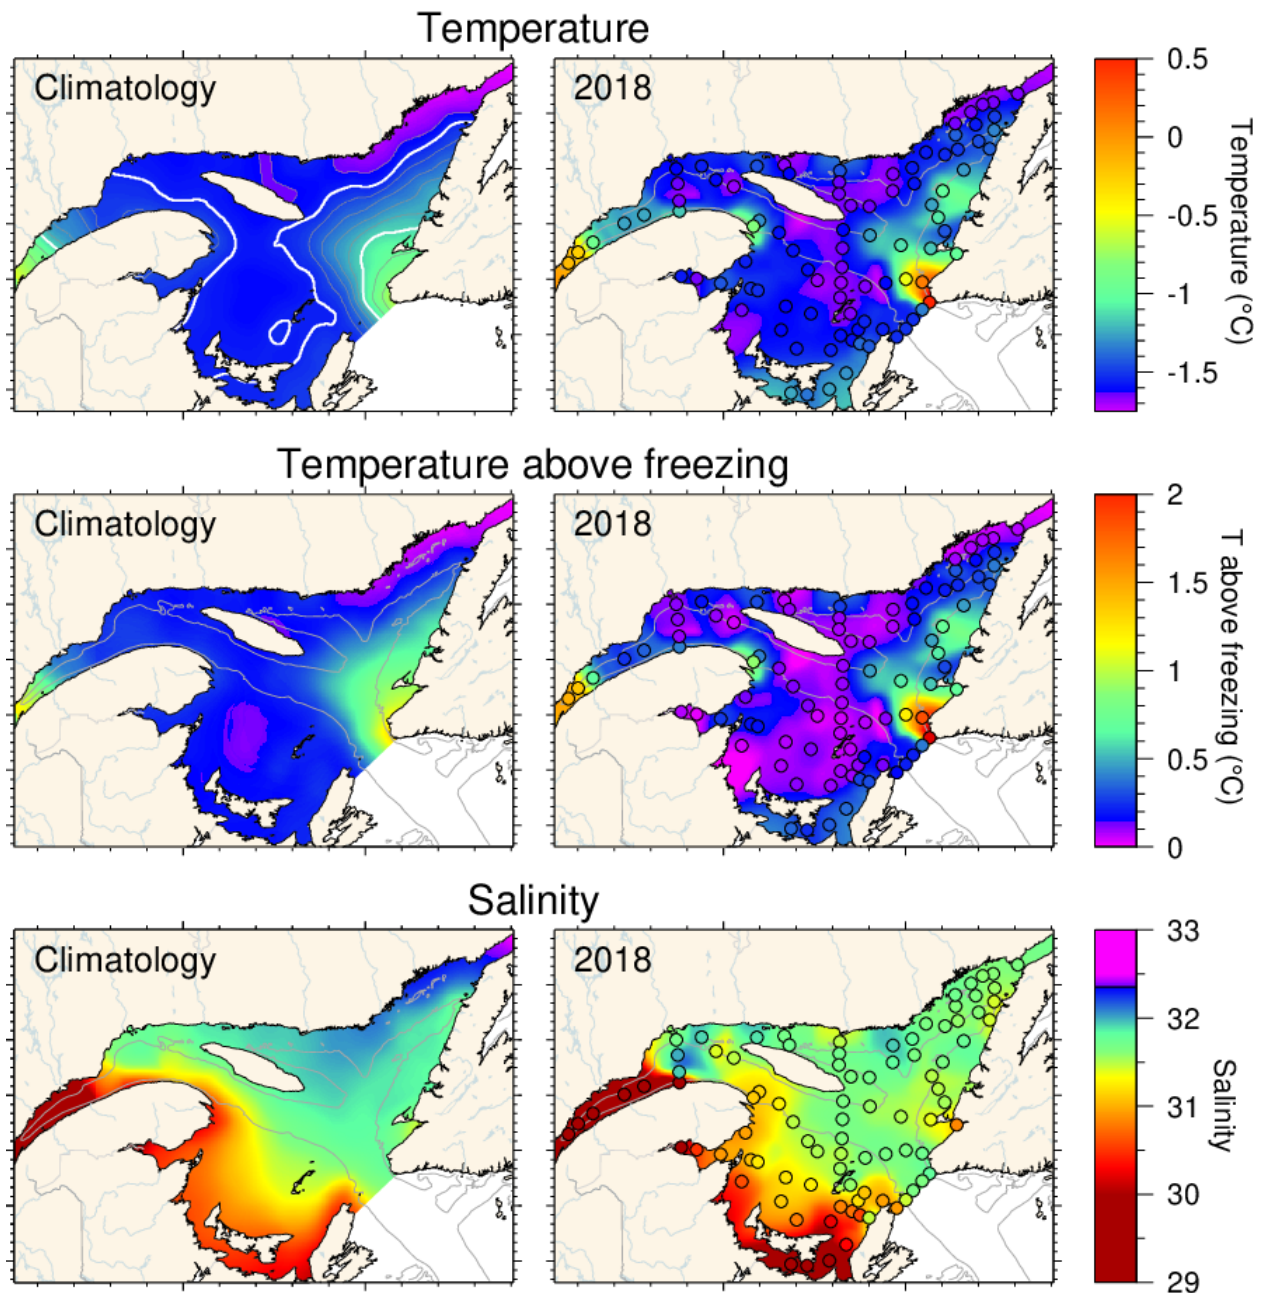 Temperature
Climatology
2018
0.5
0
-0.5
-1
-1.5
Temperature (°C)
Temperature above freezing
Climatology
2018
2
1.5
1
0.5
0
T above freezing (°C)
Salinity
Climatology
2018
33
32
31
30
29
Salinity